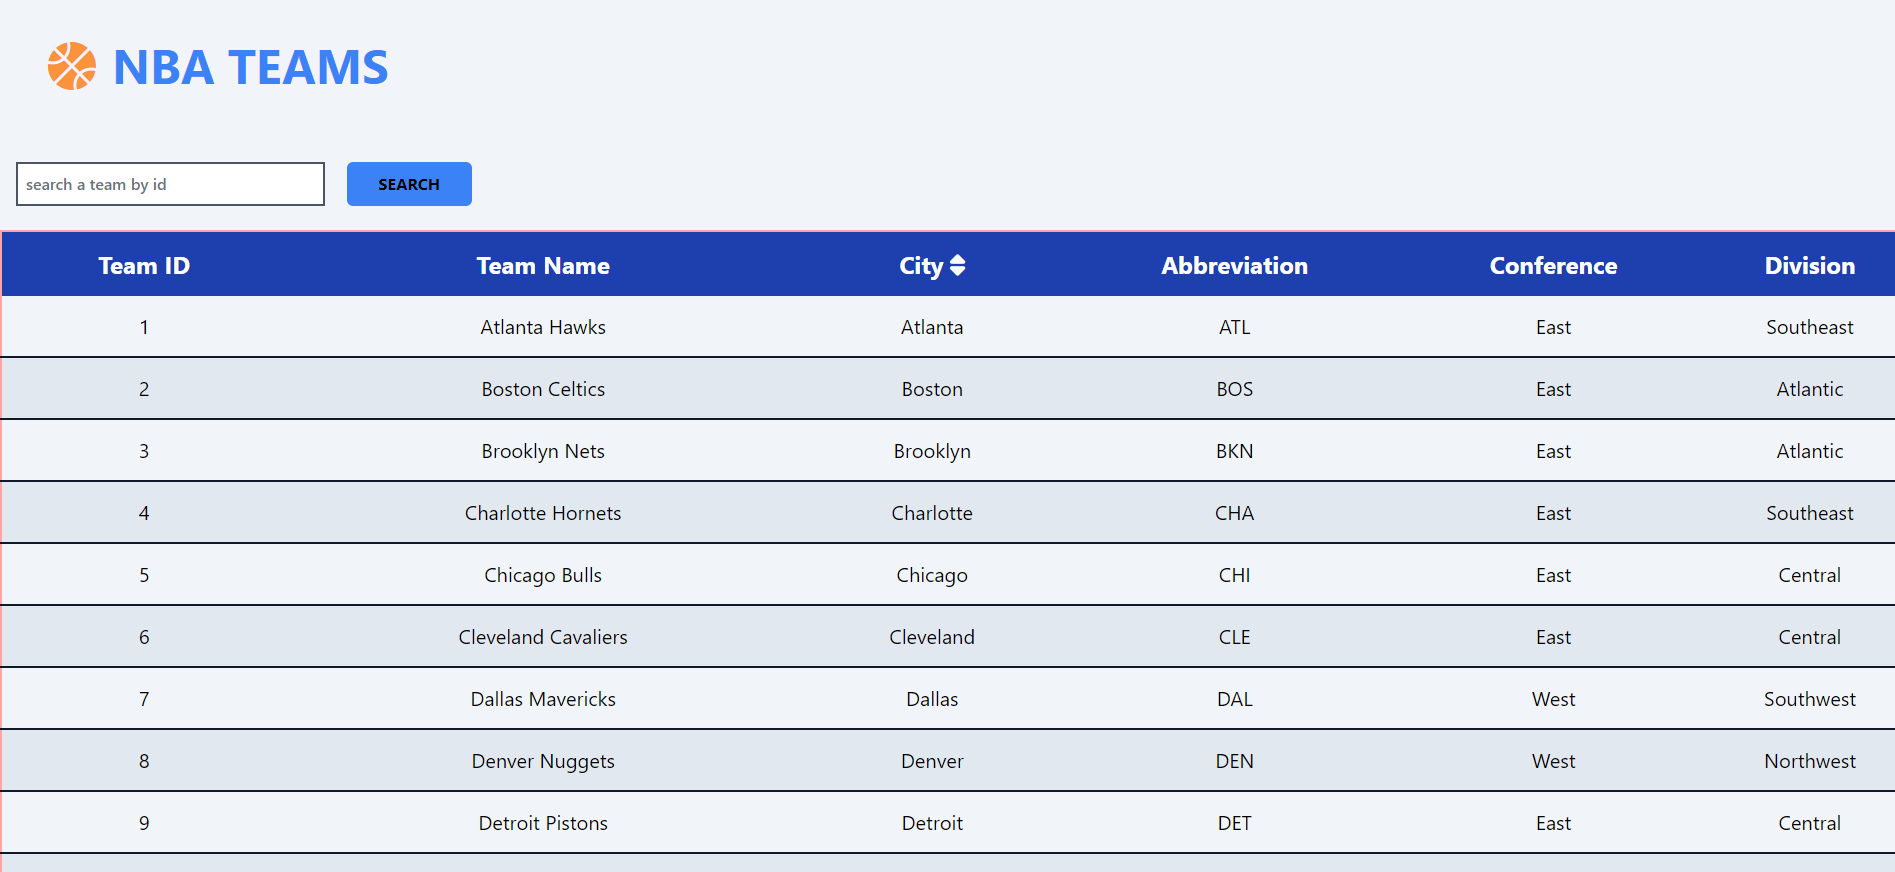 NBA TEAMS
search a team by id
SEARCH
Team ID Team Name City Abbreviation Conference Division
1 Atlanta Hawks Atlanta ATL East Southeast
2 Boston Celtics Boston BOS East Atlantic
3 Brooklyn Nets Brooklyn BKN East Atlantic
4 Charlotte Hornets Charlotte CHA East Southeast
5 Chicago Bulls Chicago CHI East Central
6 Cleveland Cavaliers Cleveland CLE East Central
7 Dallas Mavericks Dallas DAL West Southwest
8 Denver Nuggets Denver DEN West Northwest
9 Detroit Pistons Detroit DET East Central